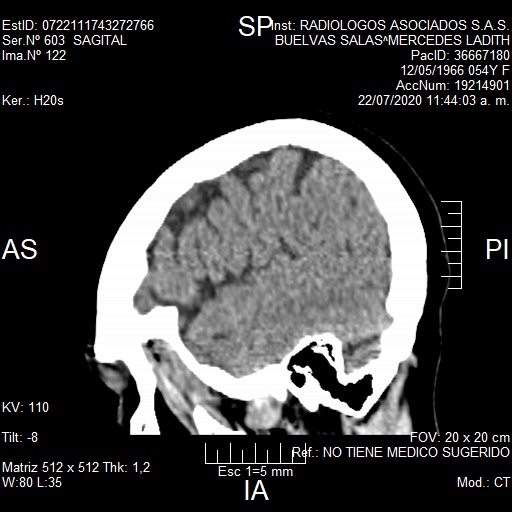 EstID: 0722111743272766
Ser.Nº 603 SAGITAL
Ima.Nº 122
Ker.: H20s
SP
Inst: RADIOLOGOS ASOCIADOS S.A.S.
BUELVAS SALAS^MERCEDES LADITH
PacID: 36667180
12/05/1966 054Y F
AccNum: 19214901
22/07/2020 11:44:03 a. m.
AS
PI
KV: 110
Tilt: -8
Matriz 512 x 512 Thk: 1,2
W:80 L:35
Esc 1=5 mm
IA
FOV: 20 x 20 cm
Ref.: NO TIENE MEDICO SUGERIDO
Mod.: CT